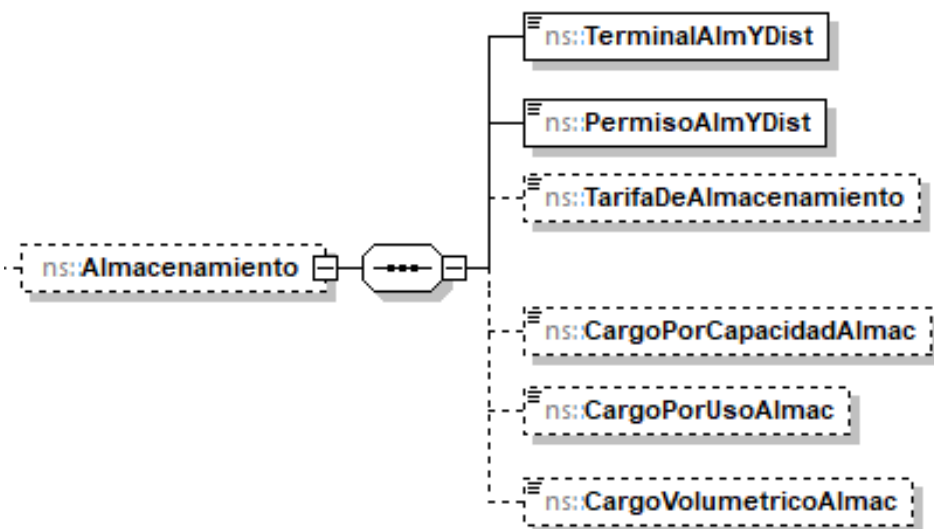 ns::TerminalAlmYDist
ns::PermisoAlmYDist
ns::TarifaDeAlmacenamiento
ns::Almacenamiento
ns::CargoPorCapacidadAlmac
ns::CargoPorUsoAlmac
ns::CargoVolumetricoAlmac